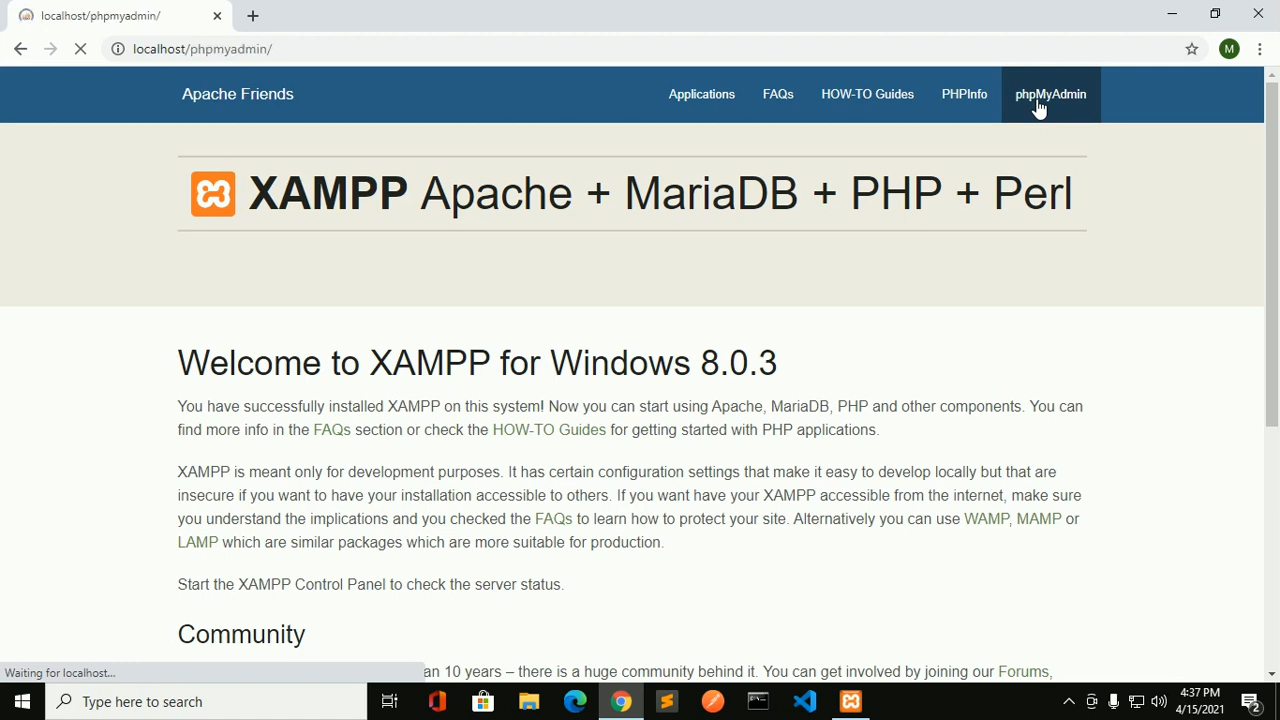 localhost/phpmyadmin/
localhost/phpmyadmin/
M
Apache Friends
Applications
FAQs
HOW-TO Guides
PHPInfo
phpMyAdmin
XAMPP Apache + MariaDB + PHP + Perl
Welcome to XAMPP for Windows 8.0.3
You have successfully installed XAMPP on this system! Now you can start using Apache, MariaDB, PHP and other components. You can
find more info in the FAQs section or check the HOW-TO Guides for getting started with PHP applications.
XAMPP is meant only for development purposes. It has certain configuration settings that make it easy to develop locally but that are
insecure if you want to have your installation accessible to others. If you want have your XAMPP accessible from the internet, make sure
you understand the implications and you checked the FAQs to learn how to protect your site. Alternatively you can use WAMP, MAMP or
LAMP which are similar packages which are more suitable for production.
Start the XAMPP Control Panel to check the server status.
Community
an 10 years – there is a huge community behind it. You can get involved by joining our Forums,
Waiting for localhost...
Type here to search
4:37 PM
4/15/2021
2